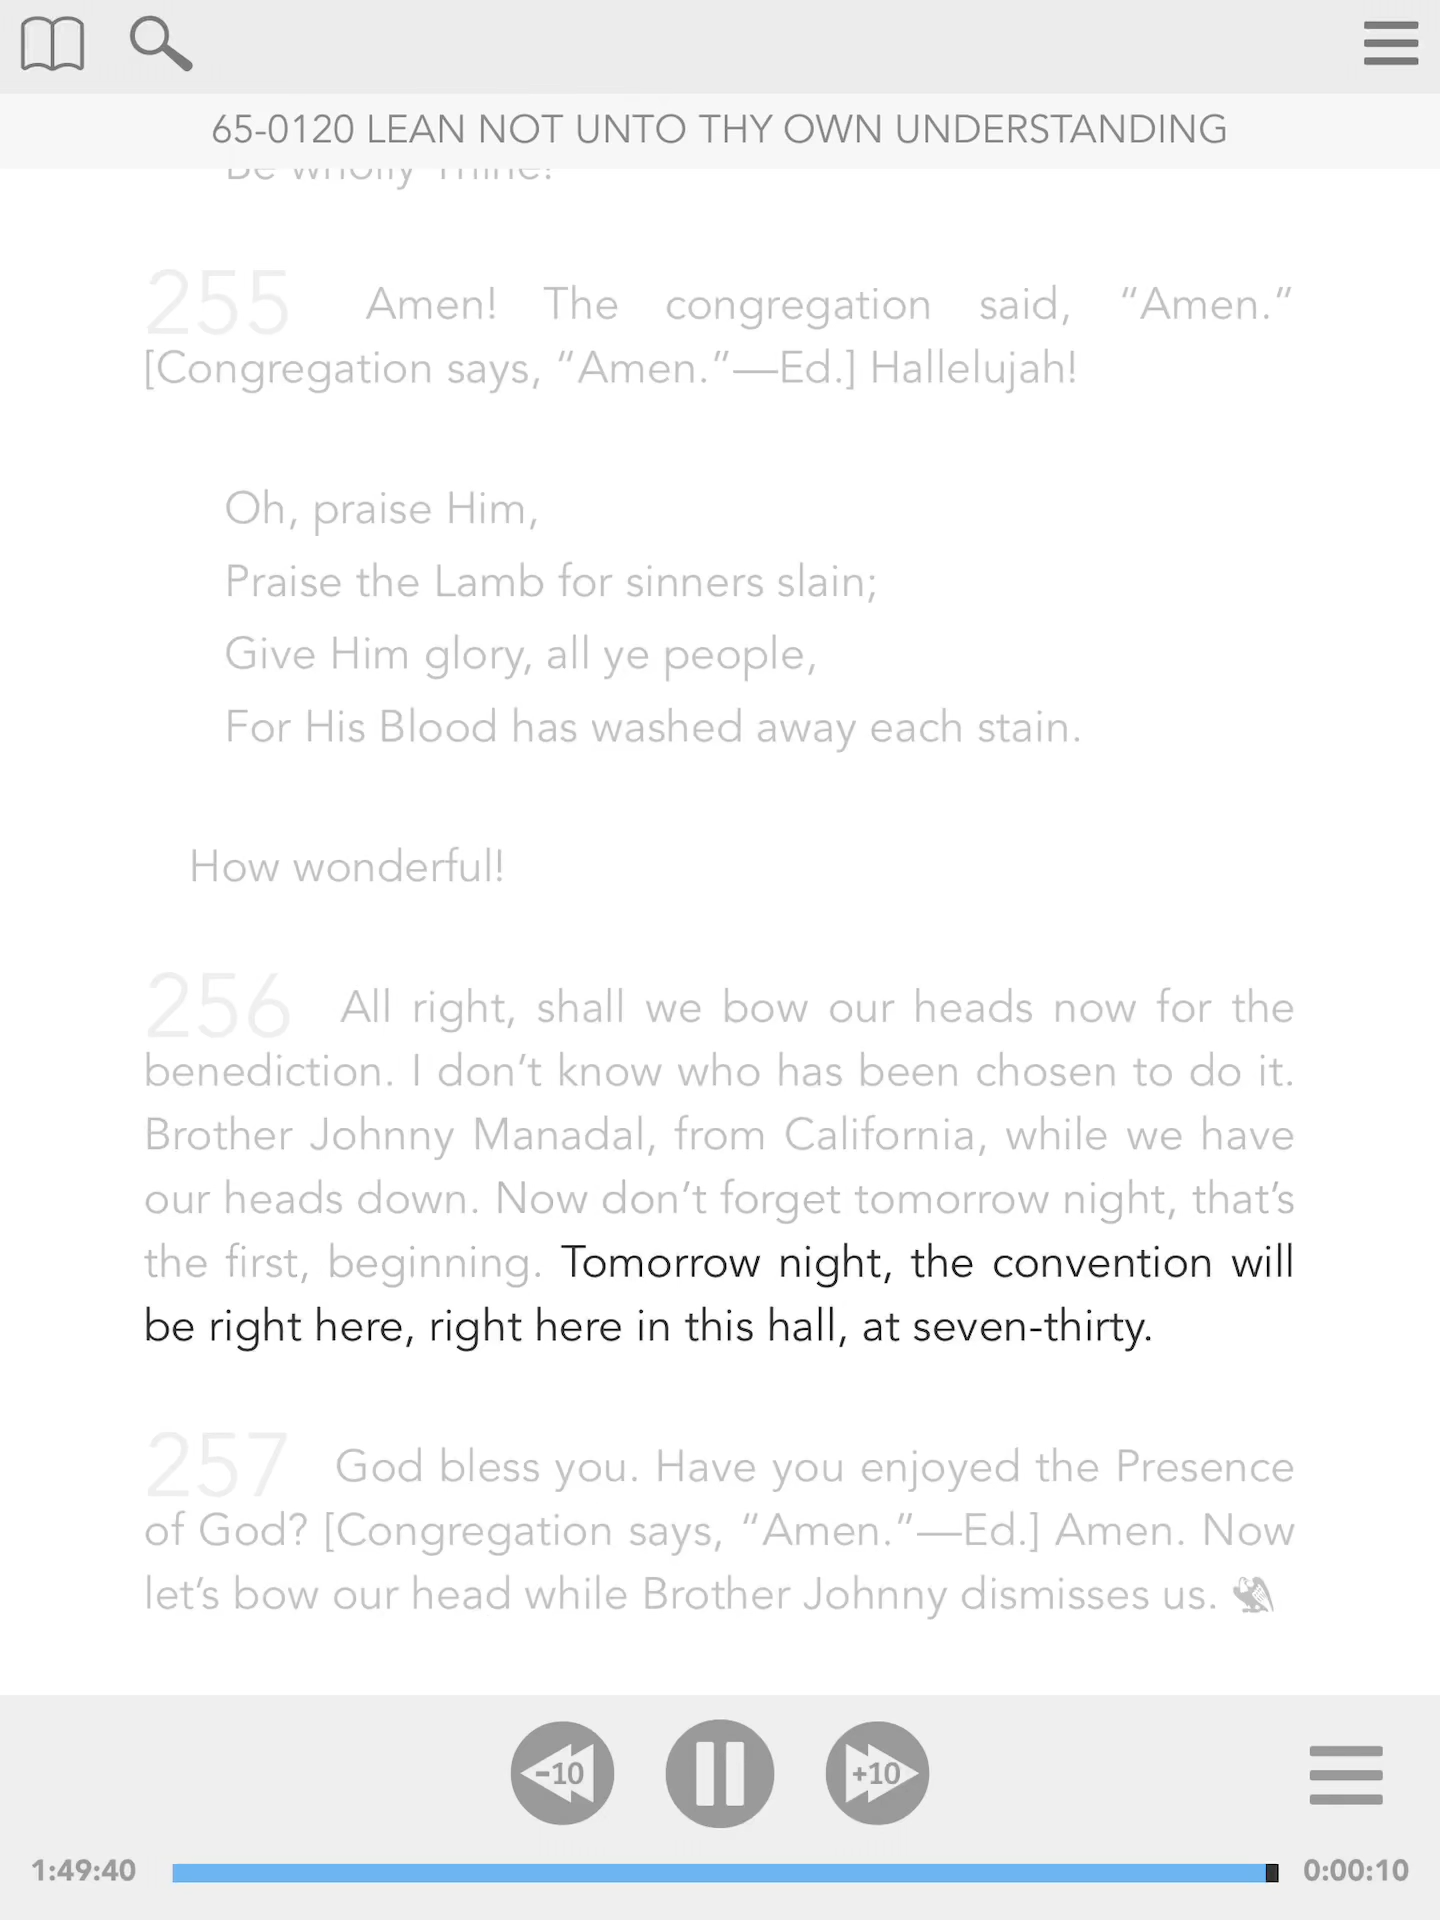 65-0120 LEAN NOT UNTO THY OWN UNDERSTANDING
Be wholly Thine!
255 Amen! The congregation said, “Amen.”
[Congregation says, “Amen.”—Ed.] Hallelujah!
Oh, praise Him,
Praise the Lamb for sinners slain;
Give Him glory, all ye people,
For His Blood has washed away each stain.
How wonderful!
256 All right, shall we bow our heads now for the
benediction. I don’t know who has been chosen to do it.
Brother Johnny Manadal, from California, while we have
our heads down. Now don’t forget tomorrow night, that’s
the first, beginning. Tomorrow night, the convention will
be right here, right here in this hall, at seven-thirty.
257 God bless you. Have you enjoyed the Presence
of God? [Congregation says, “Amen.”—Ed.] Amen. Now
let’s bow our head while Brother Johnny dismisses us.
-10 +10
1:49:40 0:00:10